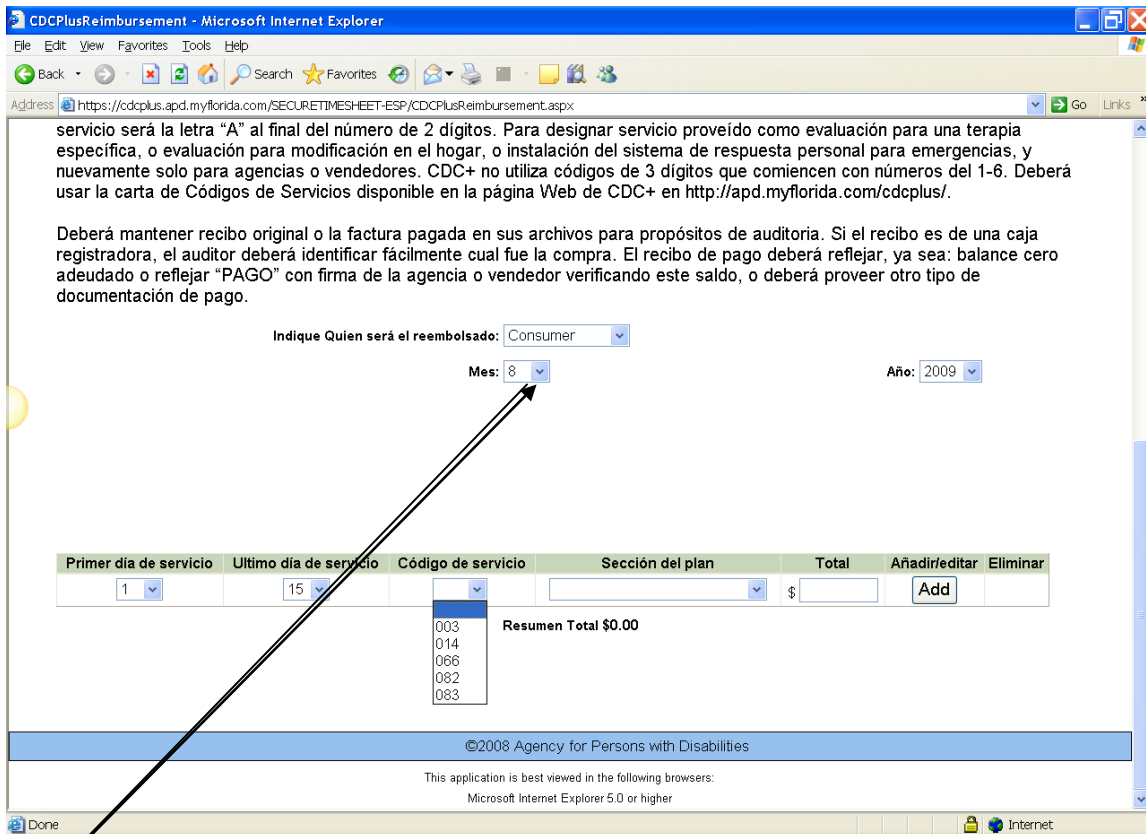 CDCPlusReimbursement - Microsoft Internet Explorer
File Edit View Favorites Tools Help
Back Search Favorites
Address https://cdcplus.apd.myflorida.com/SECURETIMESHEET-ESP/CDCPlusReimbursement.aspx Go Links »
servicio será la letra “A” al final del número de 2 dígitos. Para designar servicio proveído como evaluación para una terapia
específica, o evaluación para modificación en el hogar, o instalación del sistema de respuesta personal para emergencias, y
nuevamente solo para agencias o vendedores. CDC+ no utiliza códigos de 3 dígitos que comiencen con números del 1-6. Deberá
usar la carta de Códigos de Servicios disponible en la página Web de CDC+ en http://apd.myflorida.com/cdcplus/.
Deberá mantener recibo original o la factura pagada en sus archivos para propósitos de auditoria. Si el recibo es de una caja
registradora, el auditor deberá identificar fácilmente cual fue la compra. El recibo de pago deberá reflejar, ya sea: balance cero
adeudado o reflejar “PAGO” con firma de la agencia o vendedor verificando este saldo, o deberá proveer otro tipo de
documentación de pago.
Indique Quien será el reembolsado: Consumer
Mes: 8 Año: 2009
Primer día de servicio Ultimo día de servicio Código de servicio Sección del plan Total Añadir/editar Eliminar
1 15 $ Add
003 Resumen Total $0.00
014
066
082
083
©2008 Agency for Persons with Disabilities
This application is best viewed in the following browsers:
Microsoft Internet Explorer 5.0 or higher
Done Internet